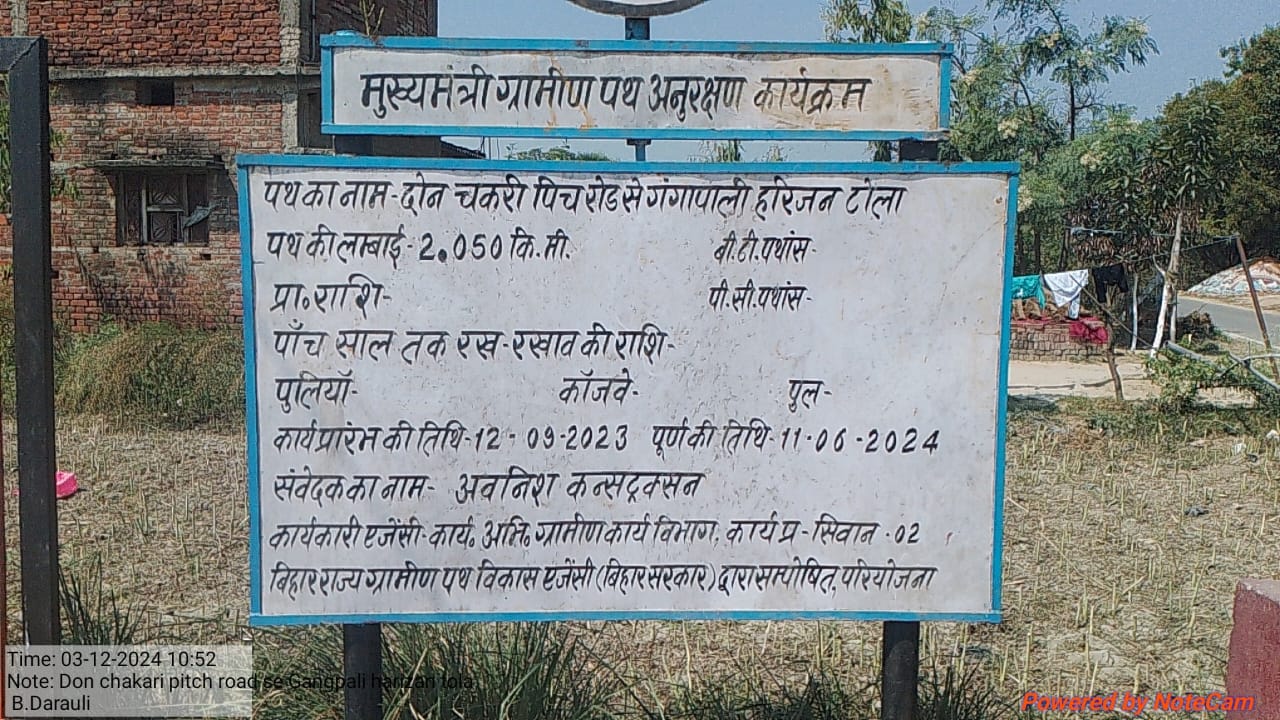 मुख्यमंत्री ग्रामीण पथ अनुरक्षण कार्यक्रम
पथ का नाम-दोन चकरी पिच रोड से गंगापाली हरिजन टोला
पथ की लम्बाई-2.050 कि.मी. बी.टी.पथांस-
प्रा॰राशि- पी.सी.पथांस-
पाँच साल तक रख-रखाव की राशि-
पुलियॉ- कॉजवे- पुल-
कार्य प्रारंम की तिथि-12-09-2023 पूर्ण की तिथि-11-06-2024
संवेदक का नाम- अवनिश कन्सट्रक्सन
कार्यकारी एजेंसी-कार्य॰ अभि॰ ग्रामीण कार्य विभाग, कार्य प्र-सिवान-02
बिहार राज्य ग्रामीण पथ विकास एजेंसी (बिहार सरकार) द्वारा सम्पोषित, परियोजना
Time: 03-12-2024 10:52
Note: Don chakari pitch road se Gangpali harizan tola
B.Darauli
Powered by NoteCam